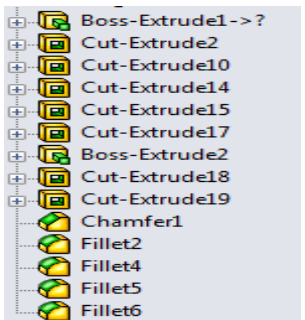 Boss-Extrude1->?
Cut-Extrude2
Cut-Extrude10
Cut-Extrude14
Cut-Extrude15
Cut-Extrude17
Boss-Extrude2
Cut-Extrude18
Cut-Extrude19
Chamfer1
Fillet2
Fillet4
Fillet5
Fillet6